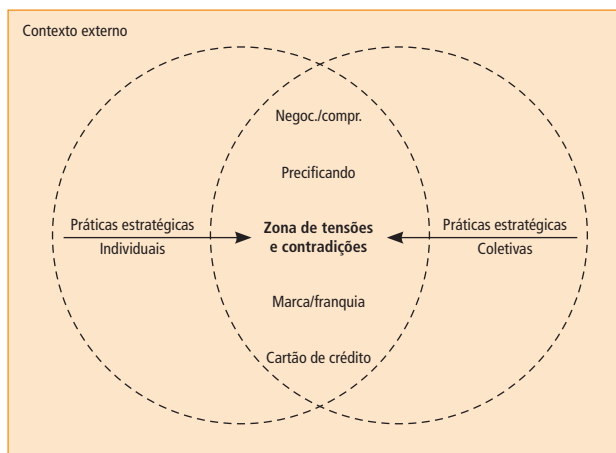 Contexto externo
Negoc./compr.
Precificando
Práticas estratégicas
Individuais
Zona de tensões
e contradições
Práticas estratégicas
Coletivas
Marca/franquia
Cartão de crédito